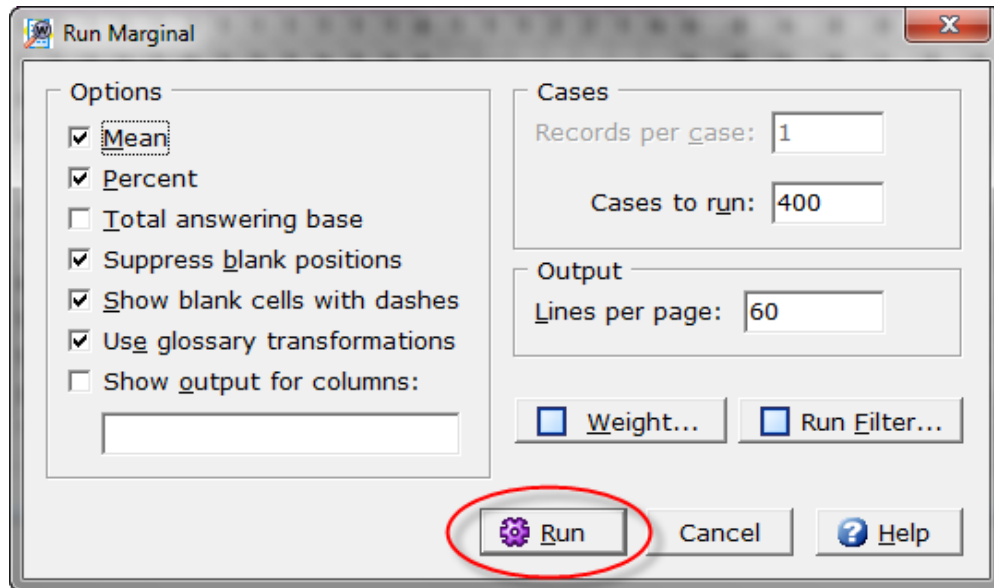 Run Marginal
Options
Mean
Percent
Total answering base
Suppress blank positions
Show blank cells with dashes
Use glossary transformations
Show output for columns:
Cases
Records per case: 1
Cases to run: 400
Output
Lines per page: 60
Weight... Run Filter...
Run Cancel Help